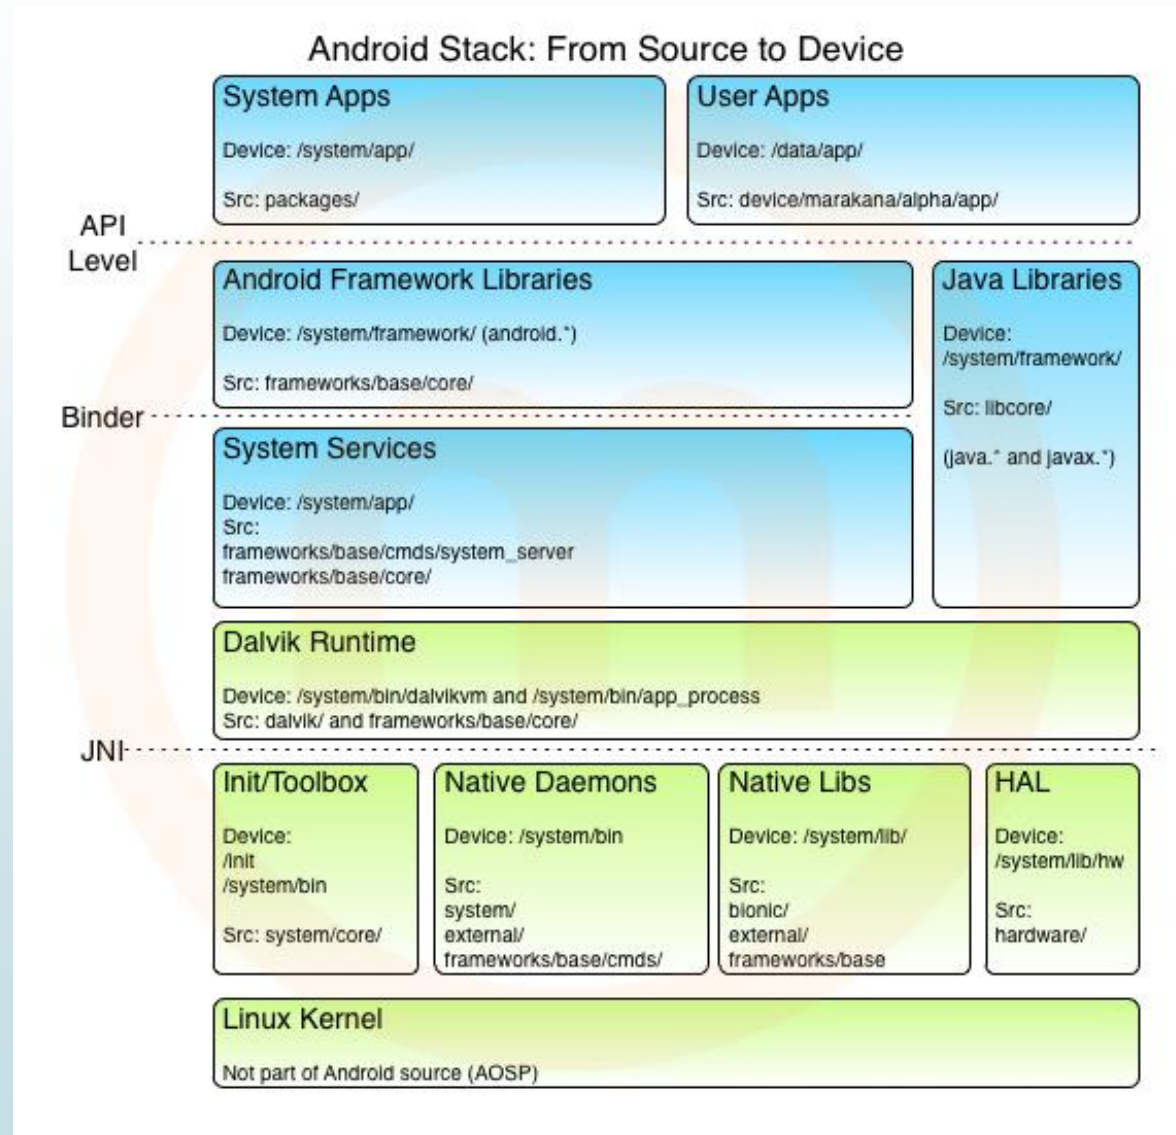 Android Stack: From Source to Device
System Apps
Device: /system/app/
Src: packages/
User Apps
Device: /data/app/
Src: device/marakana/alpha/app/
API
Level
Android Framework Libraries
Device: /system/framework/ (android.*)
Src: frameworks/base/core/
Java Libraries
Device:
/system/framework/
Src: libcore/
(java.* and javax.*)
Binder
System Services
Device: /system/app/
Src:
frameworks/base/cmds/system_server
frameworks/base/core/
Dalvik Runtime
Device: /system/bin/dalvikvm and /system/bin/app_process
Src: dalvik/ and frameworks/base/core/
JNI
Init/Toolbox
Device:
/init
/system/bin
Src: system/core/
Native Daemons
Device: /system/bin
Src:
system/
external/
frameworks/base/cmds/
Native Libs
Device: /system/lib/
Src:
bionic/
external/
frameworks/base
HAL
Device:
/system/lib/hw
Src:
hardware/
Linux Kernel
Not part of Android source (AOSP)